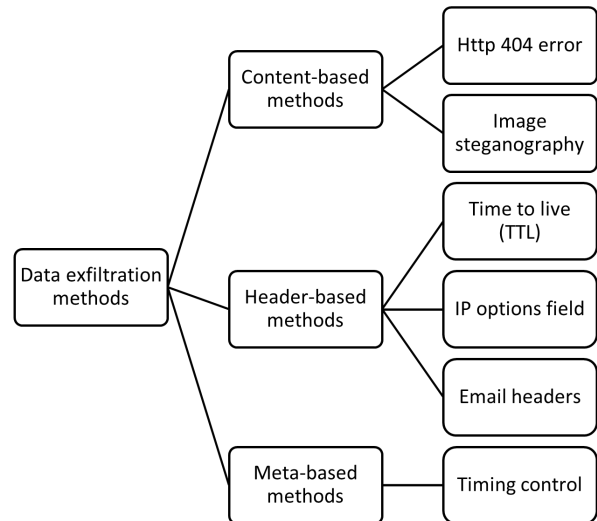 Data exfiltration
methods
Content-based
methods
Http 404 error
Image
steganography
Header-based
methods
Time to live
(TTL)
IP options field
Email headers
Meta-based
methods
Timing control